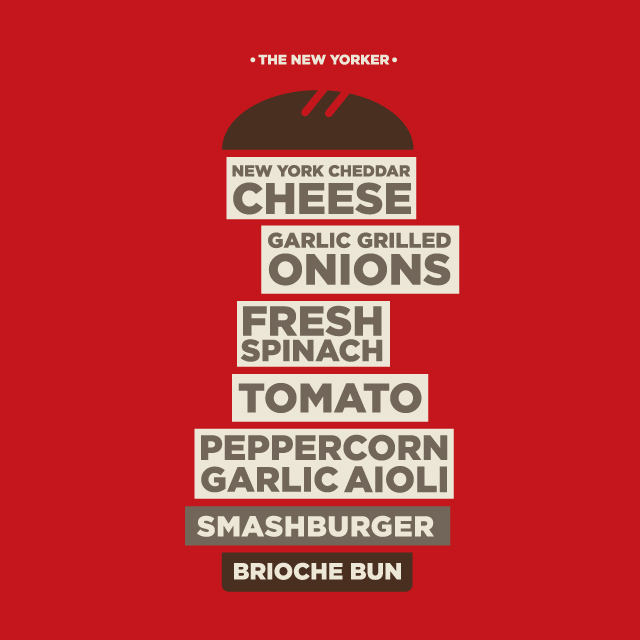 • THE NEW YORKER •
NEW YORK CHEDDAR
CHEESE
GARLIC GRILLED
ONIONS
FRESH
SPINACH
TOMATO
PEPPERCORN
GARLIC AIOLI
SMASHBURGER
BRIOCHE BUN